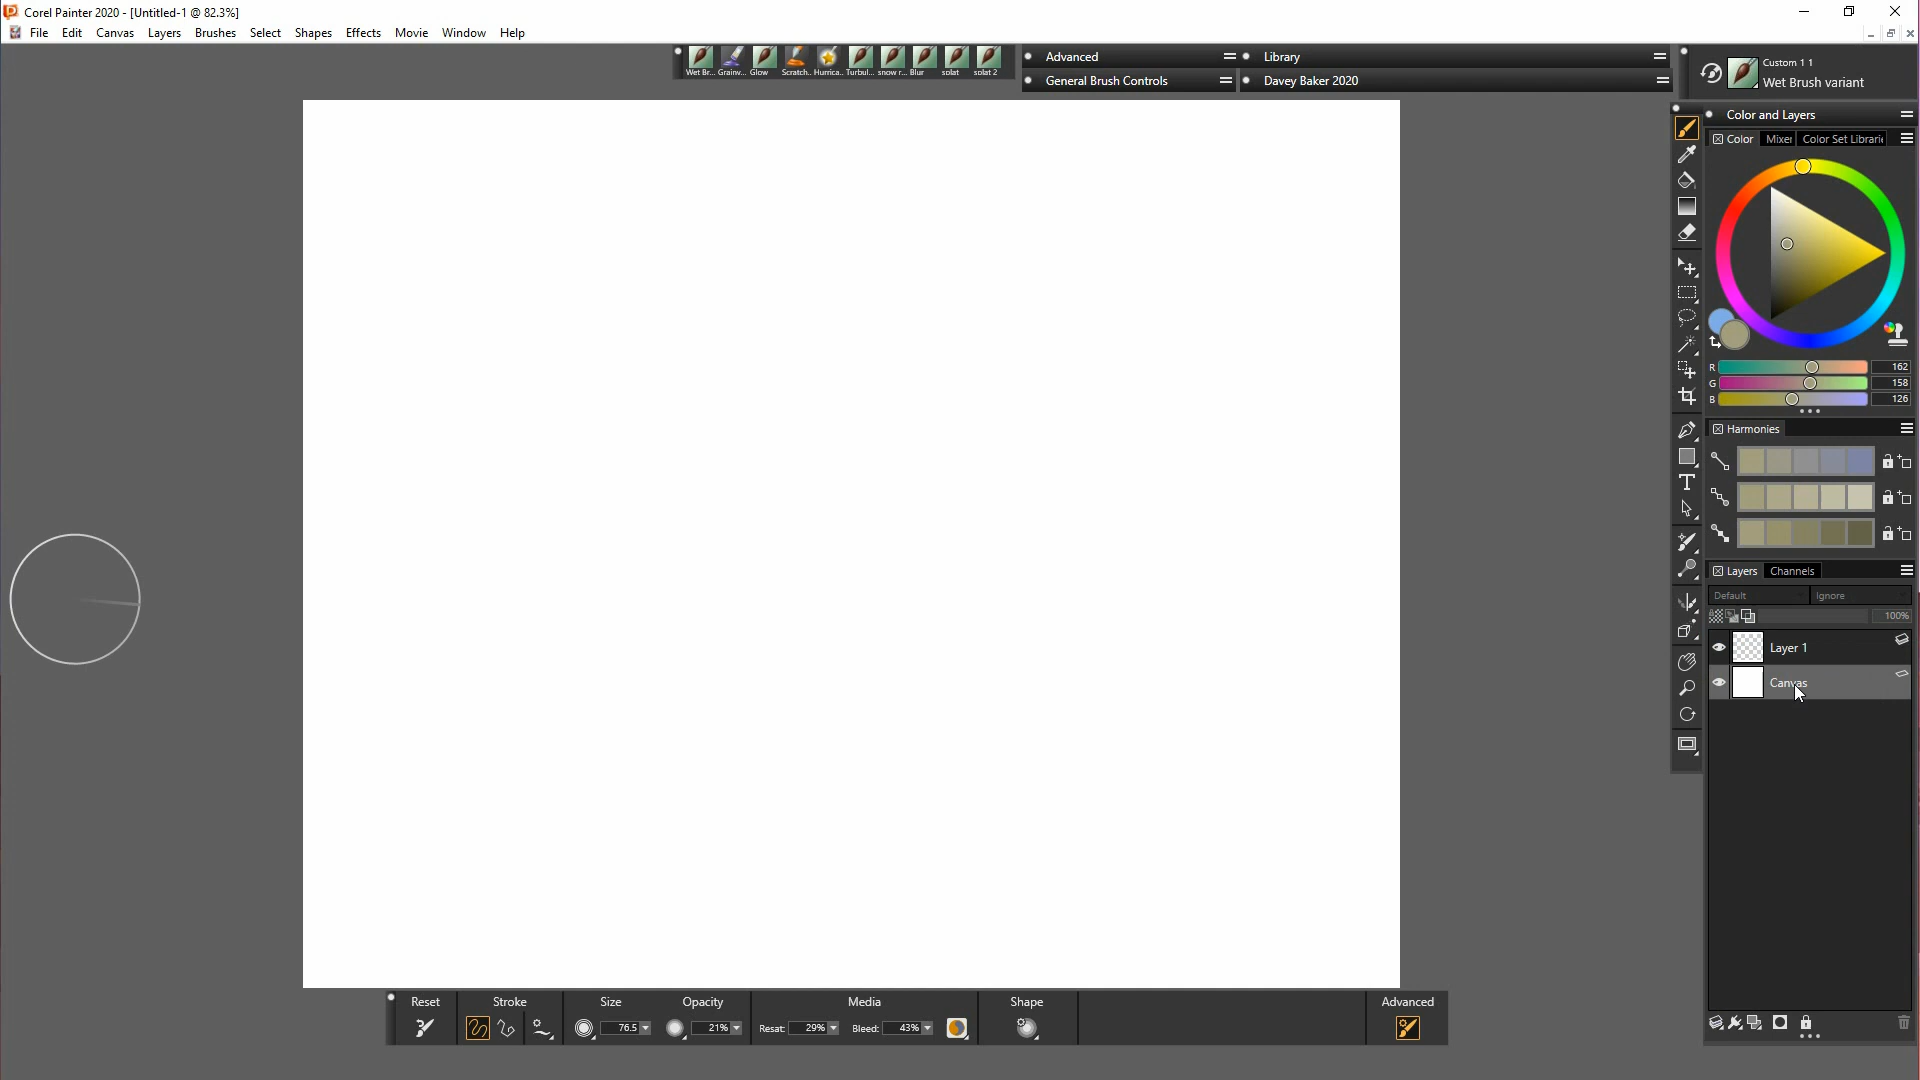 Corel Painter 2020 - [Untitled-1 @ 82.3%]
File Edit Canvas Layers Brushes Select Shapes Effects Movie Window Help
Wet Br... Grainv... Glow Scratch.. Hurrica.. Turbul... snow r... Blur solat solat 2
Advanced
Library
General Brush Controls
Davey Baker 2020
Custom 1 1
Wet Brush variant
Color and Layers
Color Mixer Color Set Librari
R 162
G 158
B 126
Harmonies
Layers Channels
Default Ignore
100%
Layer 1
Canvas
Reset Stroke Size Opacity Media Shape Advanced
76.5 21% Resat: 29% Bleed: 43%